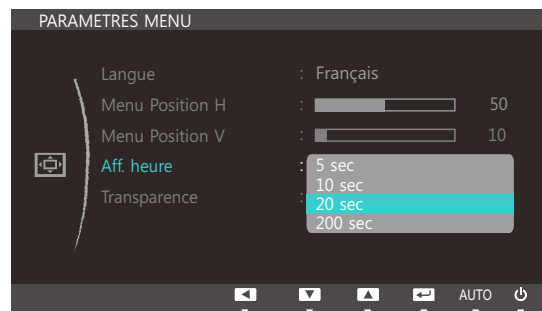 PARAMETRES MENU
Langue : Français
Menu Position H : 50
Menu Position V : 10
Aff. heure : 5 sec
10 sec
Transparence : 20 sec
200 sec
AUTO